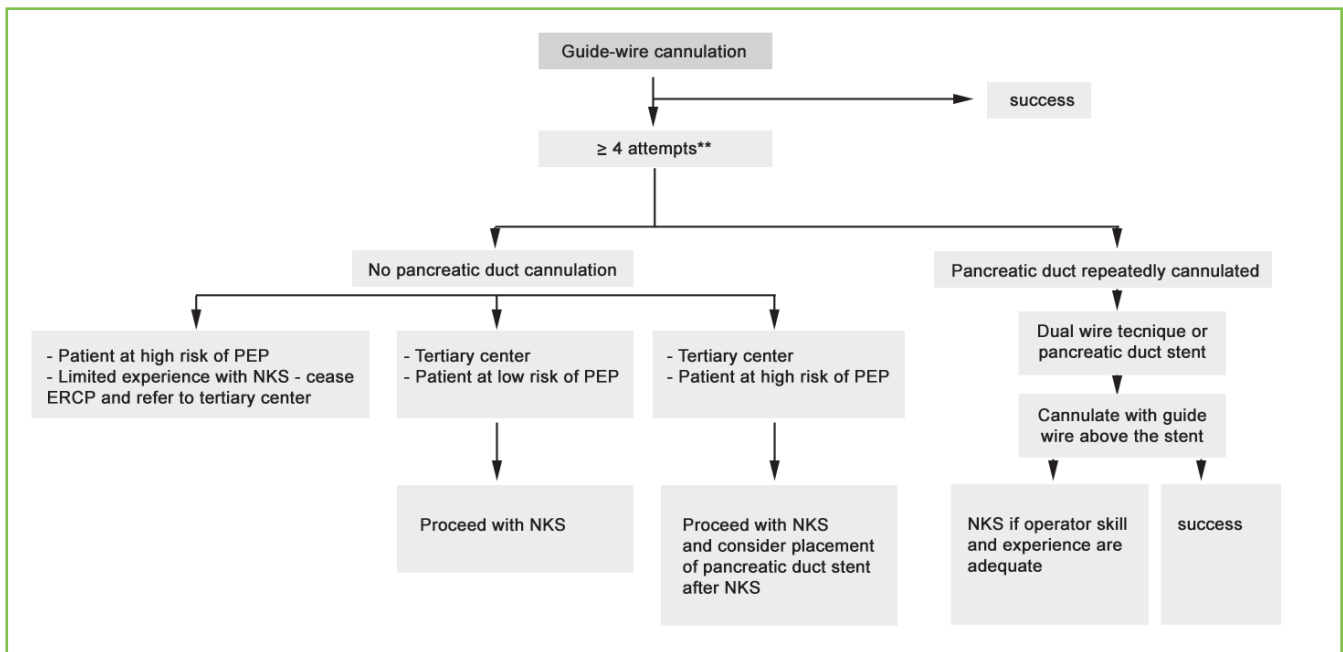 Guide-wire cannulation
success
≥ 4 attempts**
No pancreatic duct cannulation
Pancreatic duct repeatedly cannulated
- Patient at high risk of PEP
- Limited experience with NKS - cease
ERCP and refer to tertiary center
- Tertiary center
- Patient at low risk of PEP
- Tertiary center
- Patient at high risk of PEP
Dual wire tecnique or
pancreatic duct stent
Cannulate with guide
wire above the stent
Proceed with NKS
Proceed with NKS
and consider placement
of pancreatic duct stent
after NKS
NKS if operator skill
and experience are
adequate
success